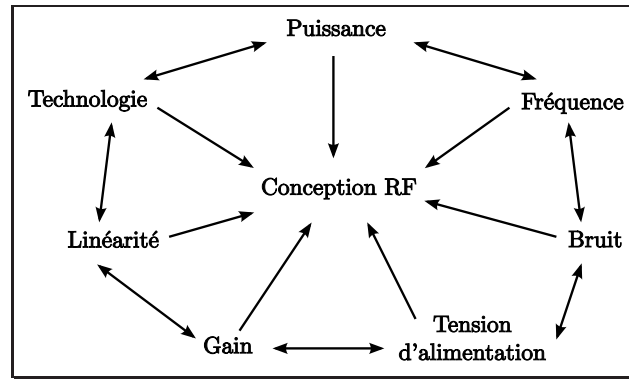 Puissance
Technologie
Fréquence
Conception RF
Linéarité
Bruit
Tension
Gain
d'alimentation